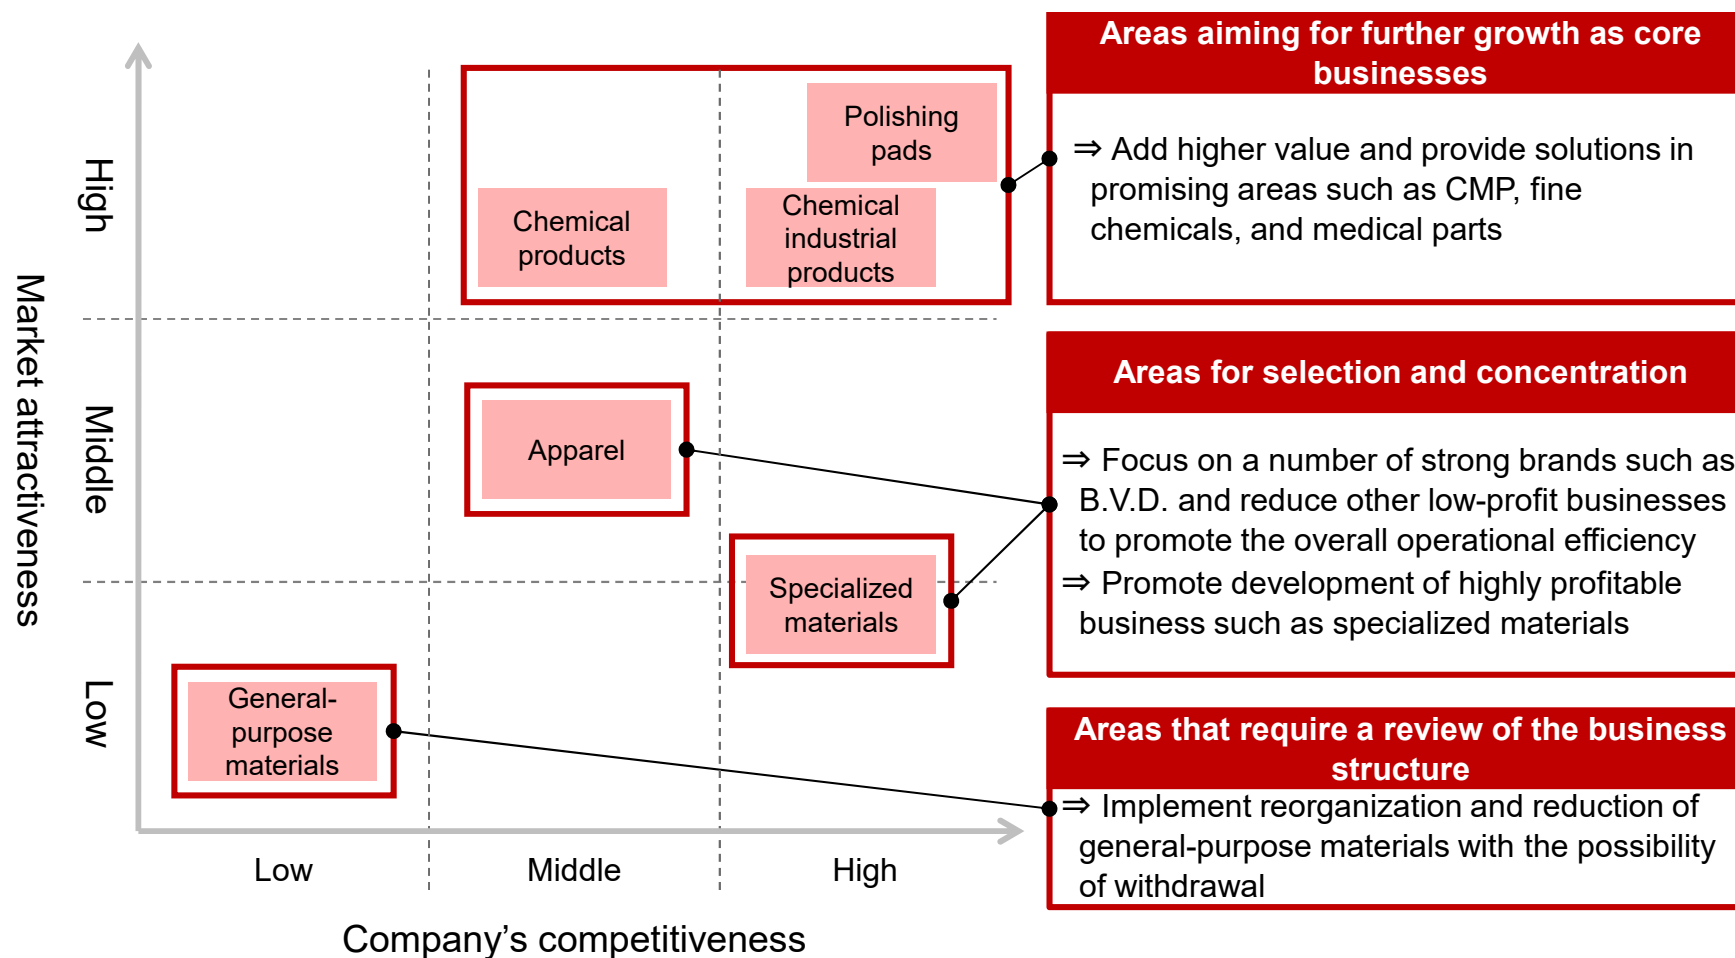 Areas aiming for further growth as core
businesses
⇒ Add higher value and provide solutions in
promising areas such as CMP, fine
chemicals, and medical parts
Areas for selection and concentration
⇒ Focus on a number of strong brands such as
B.V.D. and reduce other low-profit businesses
to promote the overall operational efficiency
⇒ Promote development of highly profitable
business such as specialized materials
Areas that require a review of the business
structure
⇒ Implement reorganization and reduction of
general-purpose materials with the possibility
of withdrawal
Market attractiveness
High
Middle
Low
Polishing
pads
Chemical
products
Chemical
industrial
products
Apparel
Specialized
materials
General-
purpose
materials
Low
Middle
High
Company’s competitiveness